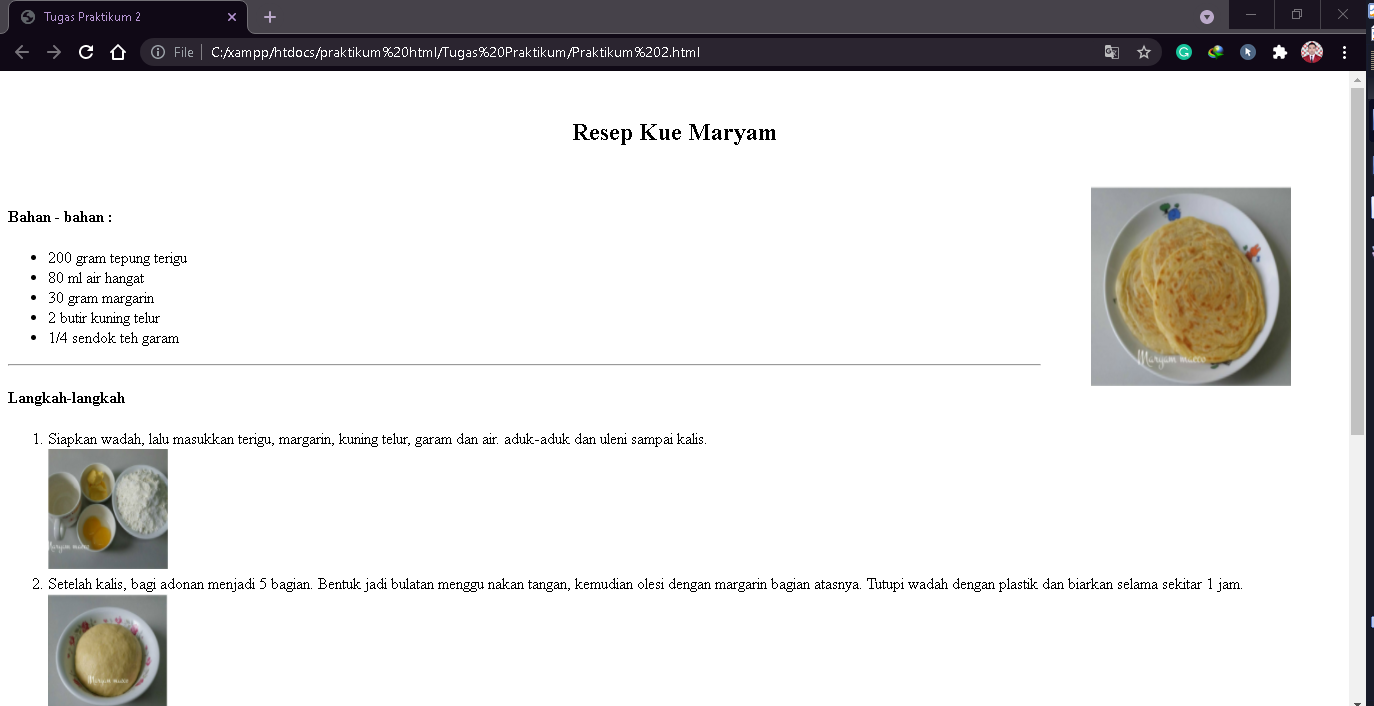 Tugas Praktikum 2
File
C:/xampp/htdocs/praktikum%20html/Tugas%20Praktikum/Praktikum%202.html
Resep Kue Maryam
Bahan - bahan :
200 gram tepung terigu
80 ml air hangat
30 gram margarin
2 butir kuning telur
1/4 sendok teh garam
Maryam macco
Langkah-langkah
1. Siapkan wadah, lalu masukkan terigu, margarin, kuning telur, garam dan air. aduk-aduk dan uleni sampai kalis.
Maryam macco
2. Setelah kalis, bagi adonan menjadi 5 bagian. Bentuk jadi bulatan menggu nakan tangan, kemudian olesi dengan margarin bagian atasnya. Tutupi wadah dengan plastik dan biarkan selama sekitar 1 jam.
Maryam macco